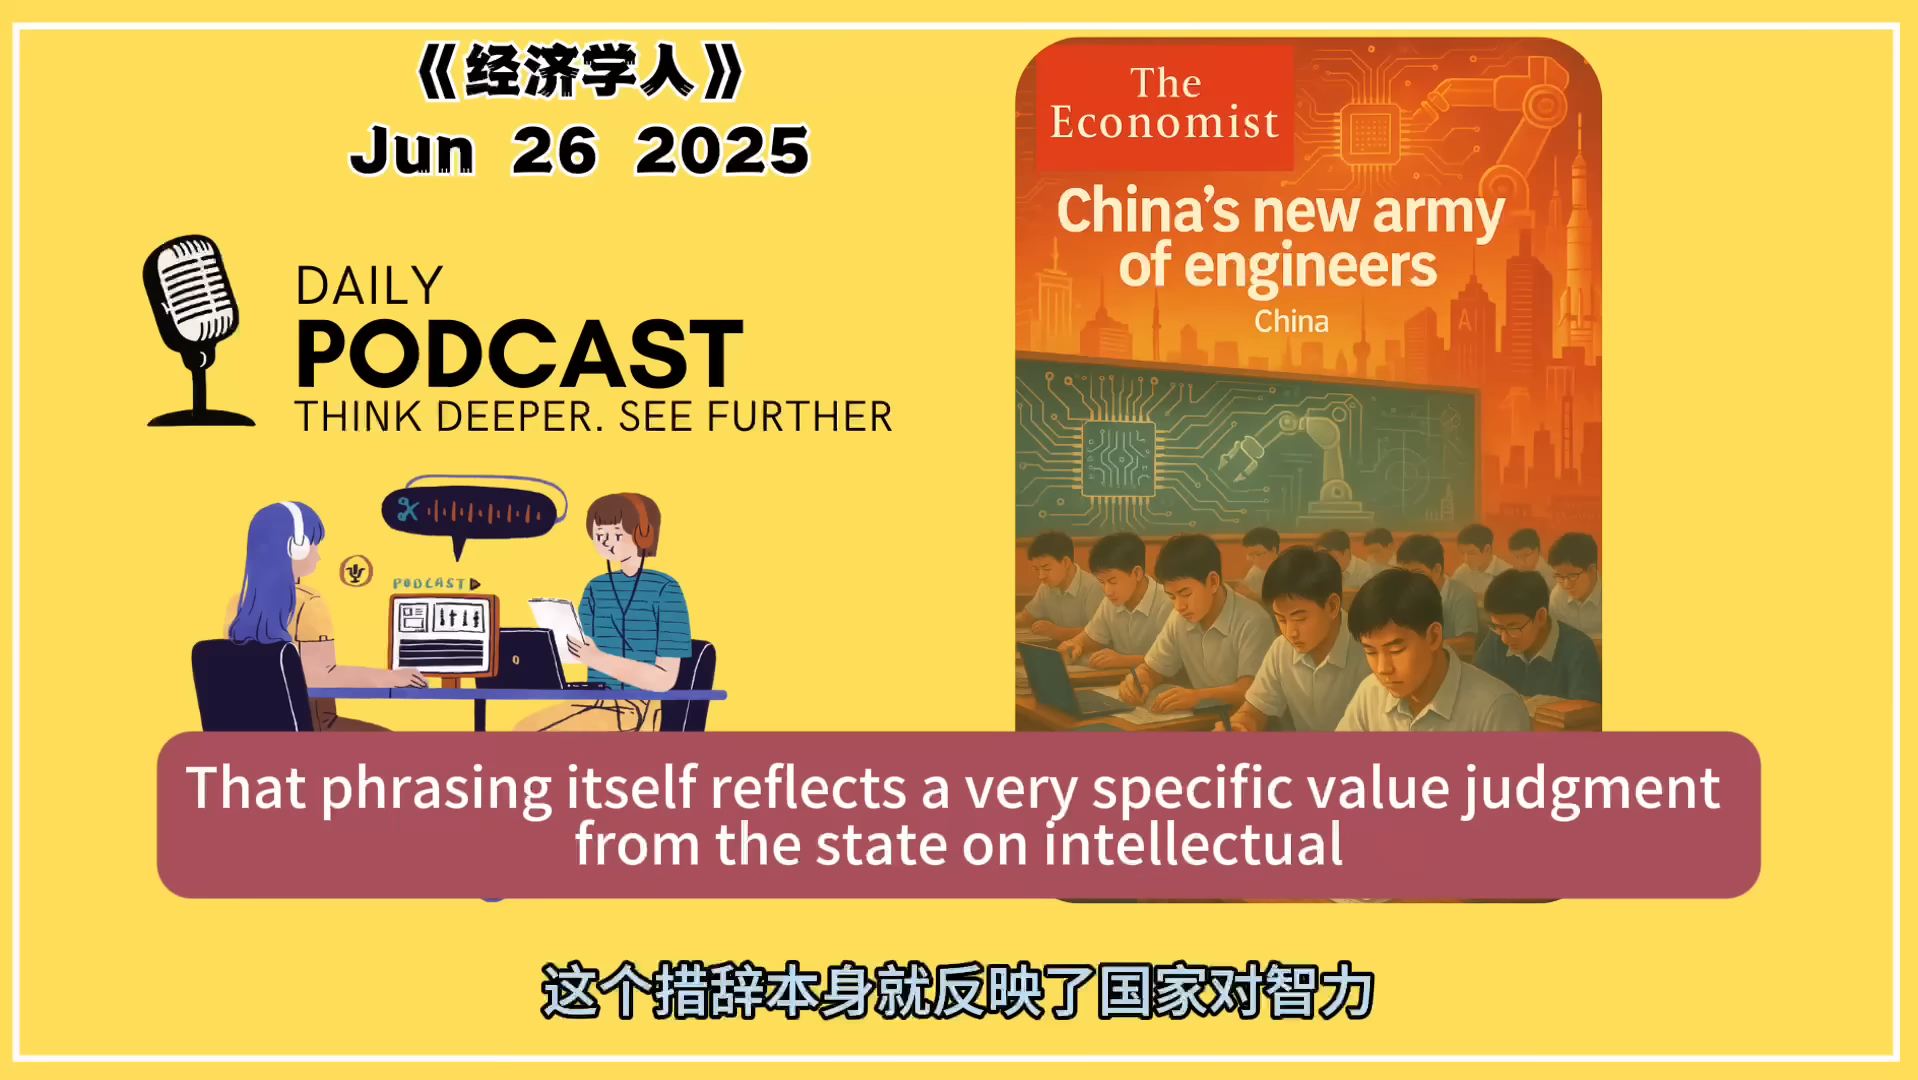 《经济学人》
Jun 26 2025
DAILY
PODCAST
THINK DEEPER. SEE FURTHER
PODCAST
The
Economist
China's new army
of engineers
China
A
That phrasing itself reflects a very specific value judgment
from the state on intellectual
这个措辞本身就反映了国家对智力